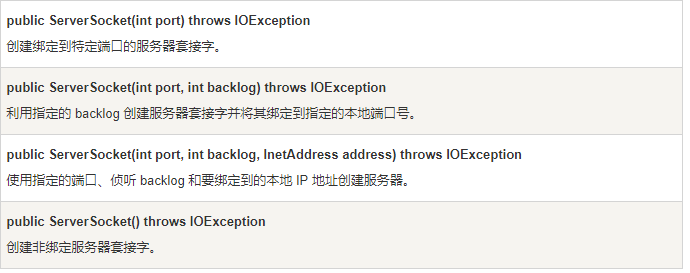 public ServerSocket(int port) throws IOException
创建绑定到特定端口的服务器套接字。
public ServerSocket(int port, int backlog) throws IOException
利用指定的 backlog 创建服务器套接字并将其绑定到指定的本地端口号。
public ServerSocket(int port, int backlog, InetAddress address) throws IOException
使用指定的端口、侦听 backlog 和要绑定到的本地 IP 地址创建服务器。
public ServerSocket() throws IOException
创建非绑定服务器套接字。